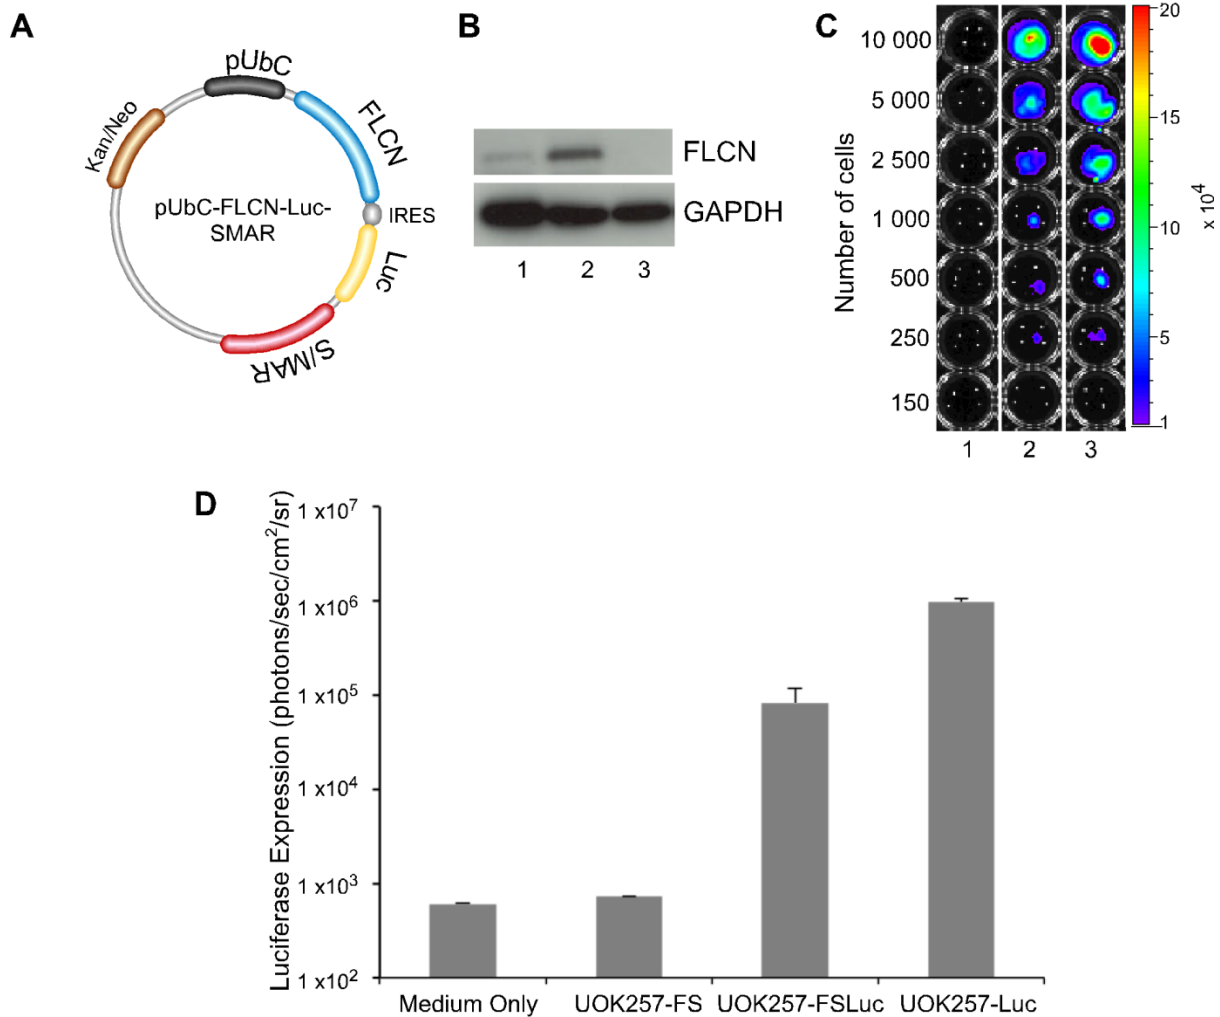 A
pUbC
FLCN
Kan/Neo
pUbC-FLCN-Luc-
SMAR
IRES
Luc
S/MAR
B
FLCN
GAPDH
1 2 3
C
Number of cells
10 000
5 000
2 500
1 000
500
250
150
1 2 3
20
15
10
5
1
x 10⁴
D
Luciferase Expression (photons/sec/cm²/sr)
1 x10⁷
1 x10⁶
1 x10⁵
1 x10⁴
1 x10³
1 x10²
Medium Only UOK257-FS UOK257-FSLuc UOK257-Luc